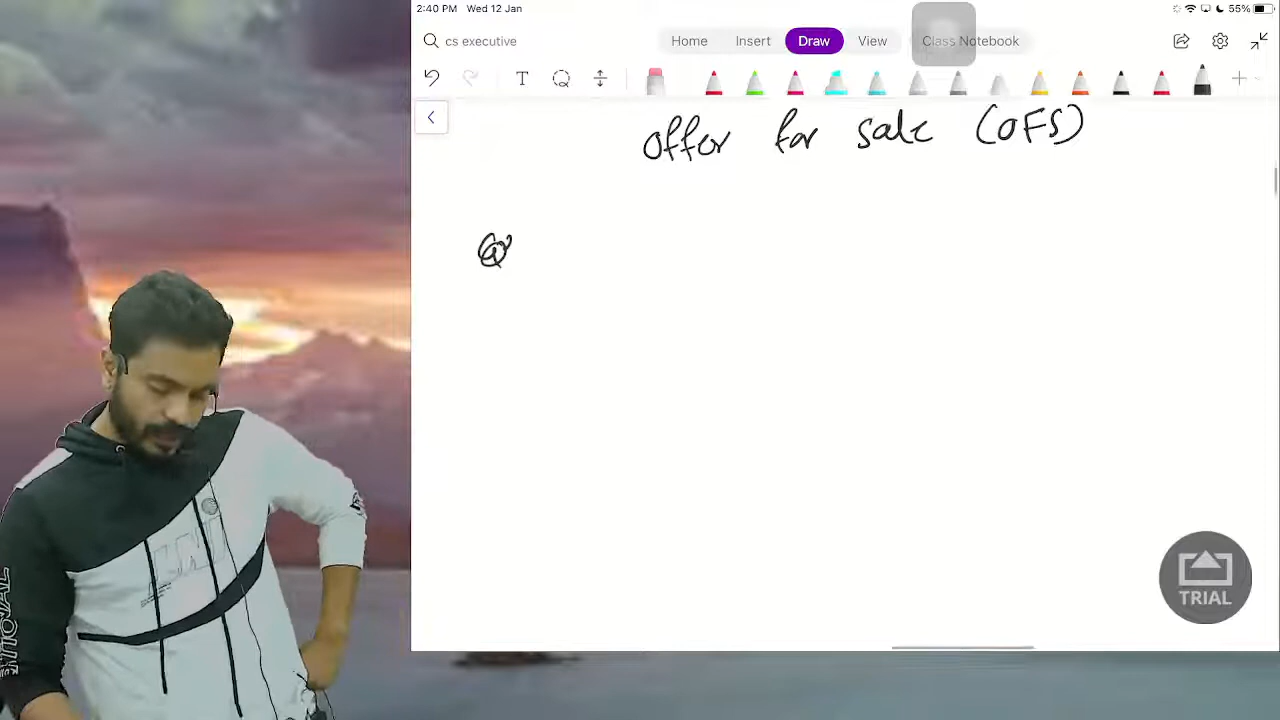 2:40 PM Wed 12 Jan
55%
cs executive
Home Insert Draw View Class Notebook
T
offer for sale (OFS)
@
TRIAL